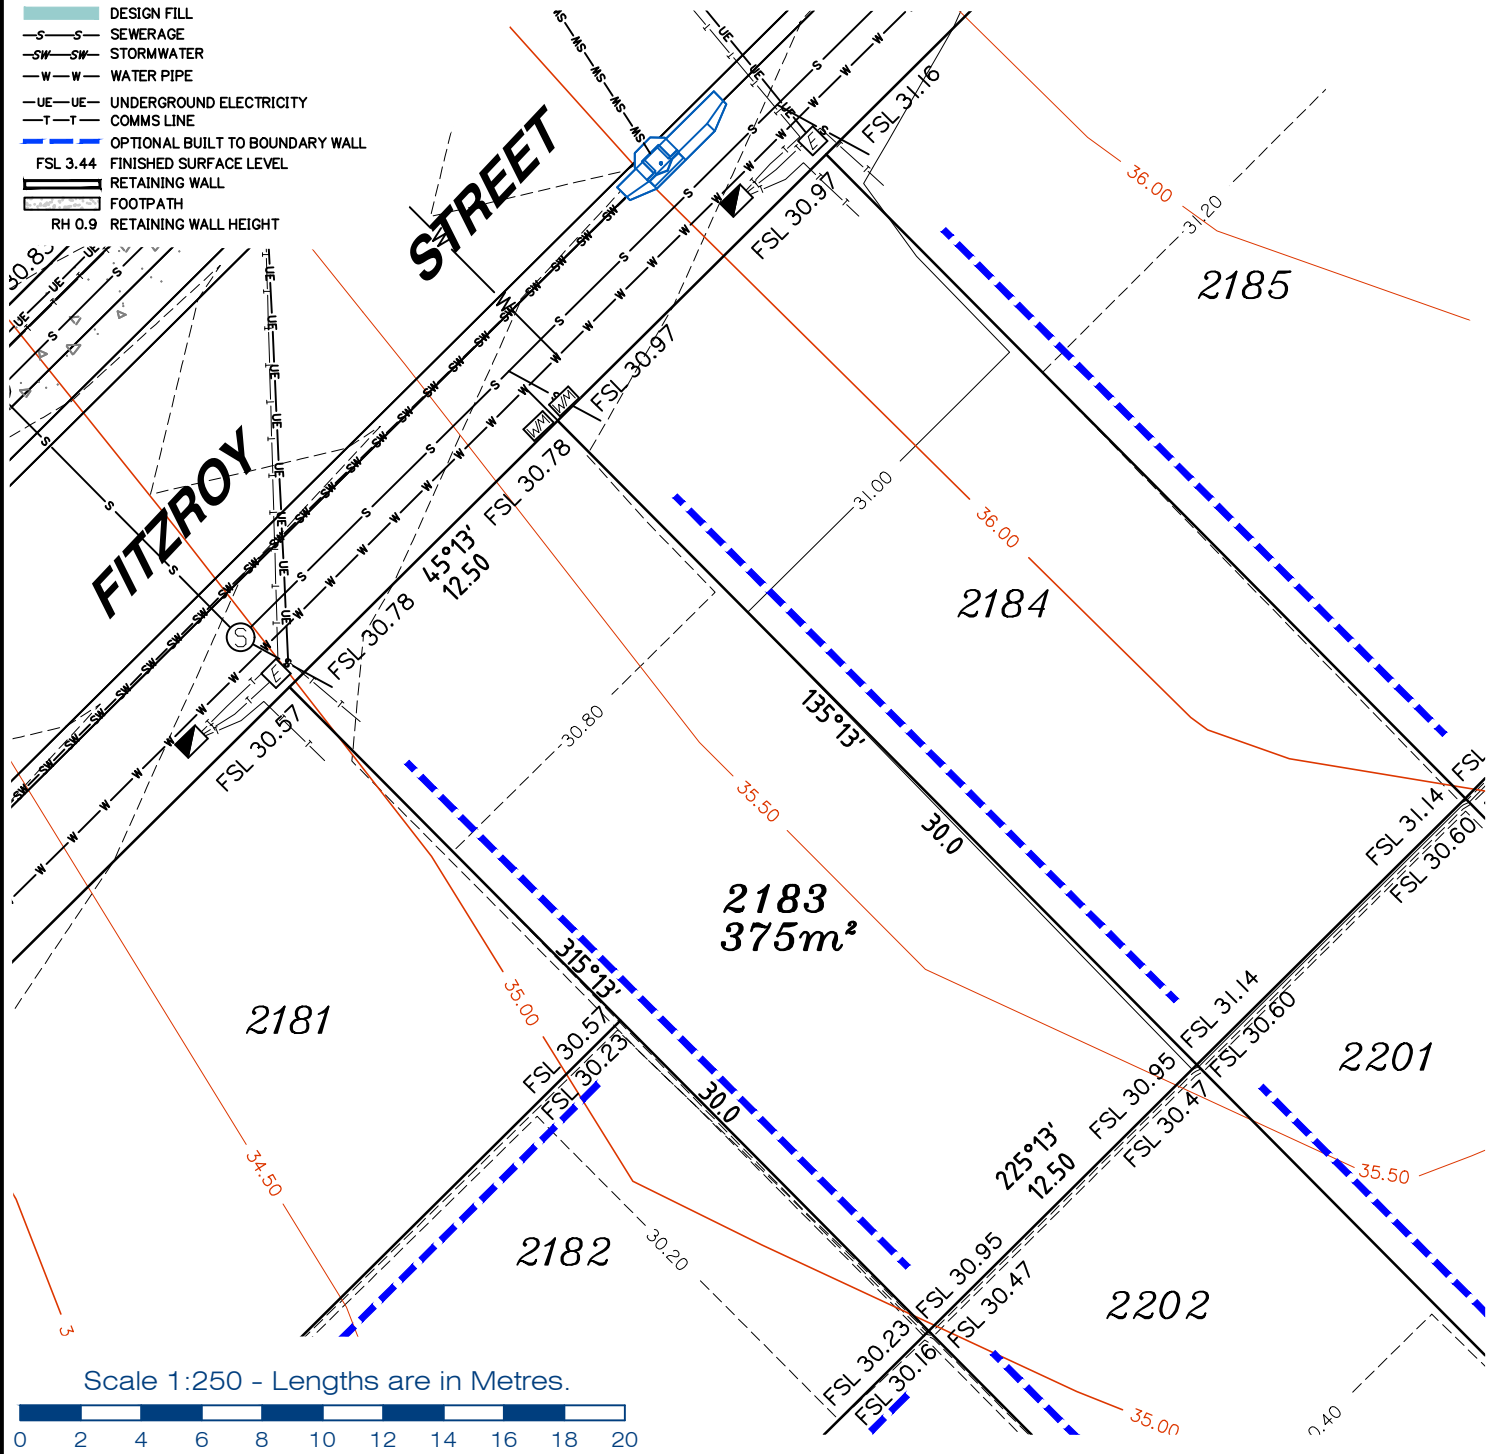 DESIGN FILL
S S SEWERAGE
SW SW STORMWATER
W W WATER PIPE
UE UE UNDERGROUND ELECTRICITY
T T COMMS LINE
OPTIONAL BUILT TO BOUNDARY WALL
FSL 3.44 FINISHED SURFACE LEVEL
RETAINING WALL
FOOTPATH
RH 0.9 RETAINING WALL HEIGHT
FITZROY STREET
FSL 31.16
FSL 30.97
36.00
31.20
2185
FSL 30.97
FSL 30.78
WM
WM
45°13'
12.50
FSL 30.78
31.00
36.00
2184
S
E
E
FSL 30.57
30.80
35.50
135°13'
30.0
FSL 31.14
FSL 30.60
2183
375m²
315°13'
30.0
35.00
2181
FSL 30.57
FSL 30.23
34.50
FSL 31.14
FSL 30.60
2201
FSL 30.95
FSL 30.47
225°13'
12.50
35.50
2182
30.20
FSL 30.95
FSL 30.47
2202
FSL 30.23
FSL 30.16
35.00
Scale 1:250 - Lengths are in Metres.
0 2 4 6 8 10 12 14 16 18 20